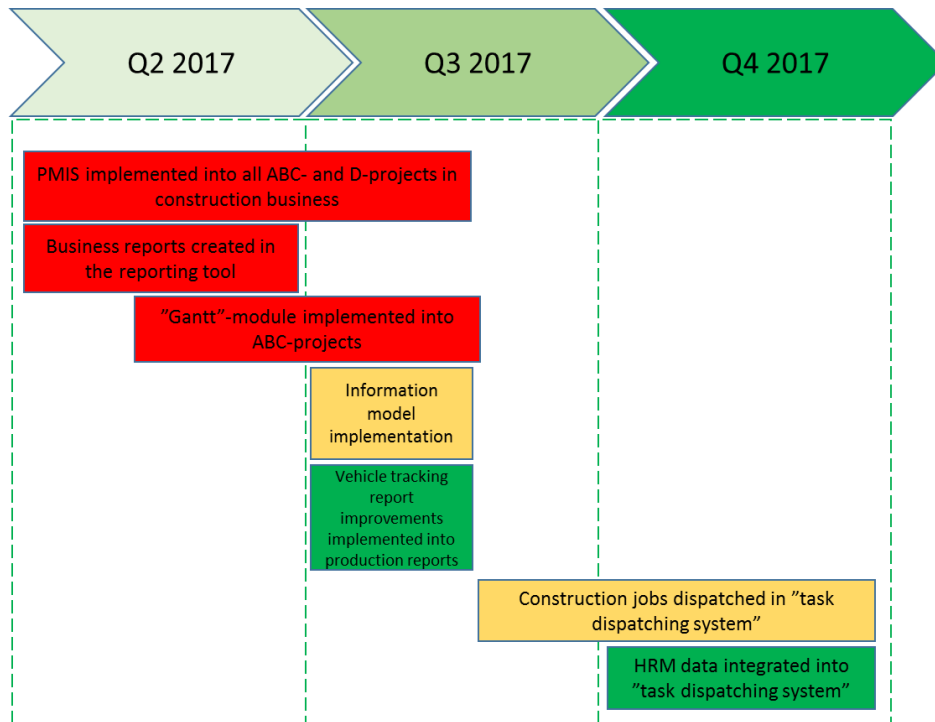 Q2 2017
Q3 2017
Q4 2017
PMIS implemented into all ABC- and D-projects in
construction business
Business reports created in
the reporting tool
”Gantt”-module implemented into
ABC-projects
Information
model
implementation
Vehicle tracking
report
improvements
implemented into
production reports
Construction jobs dispatched in ”task
dispatching system”
HRM data integrated into
”task dispatching system”